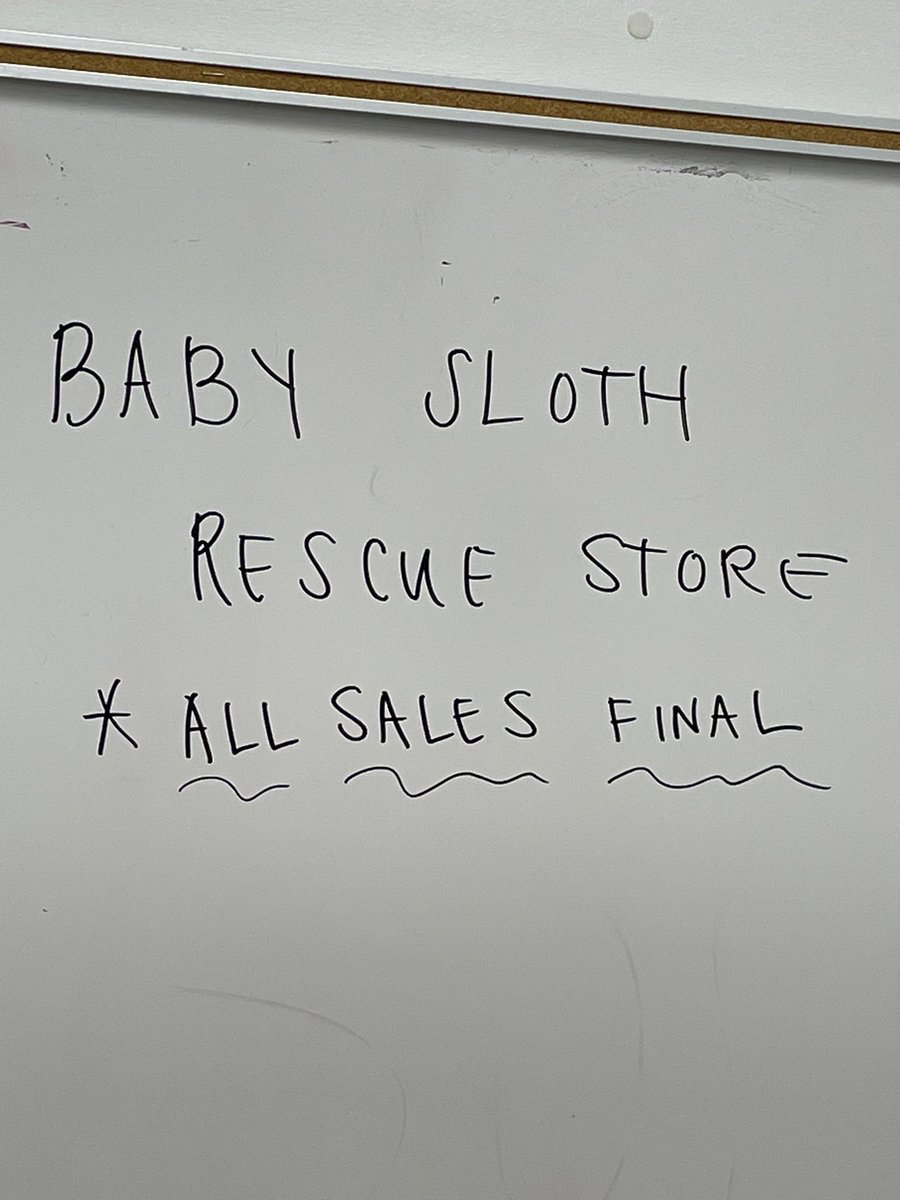 BABY SLOTH
RESCUE STORE
* ALL SALES FINAL